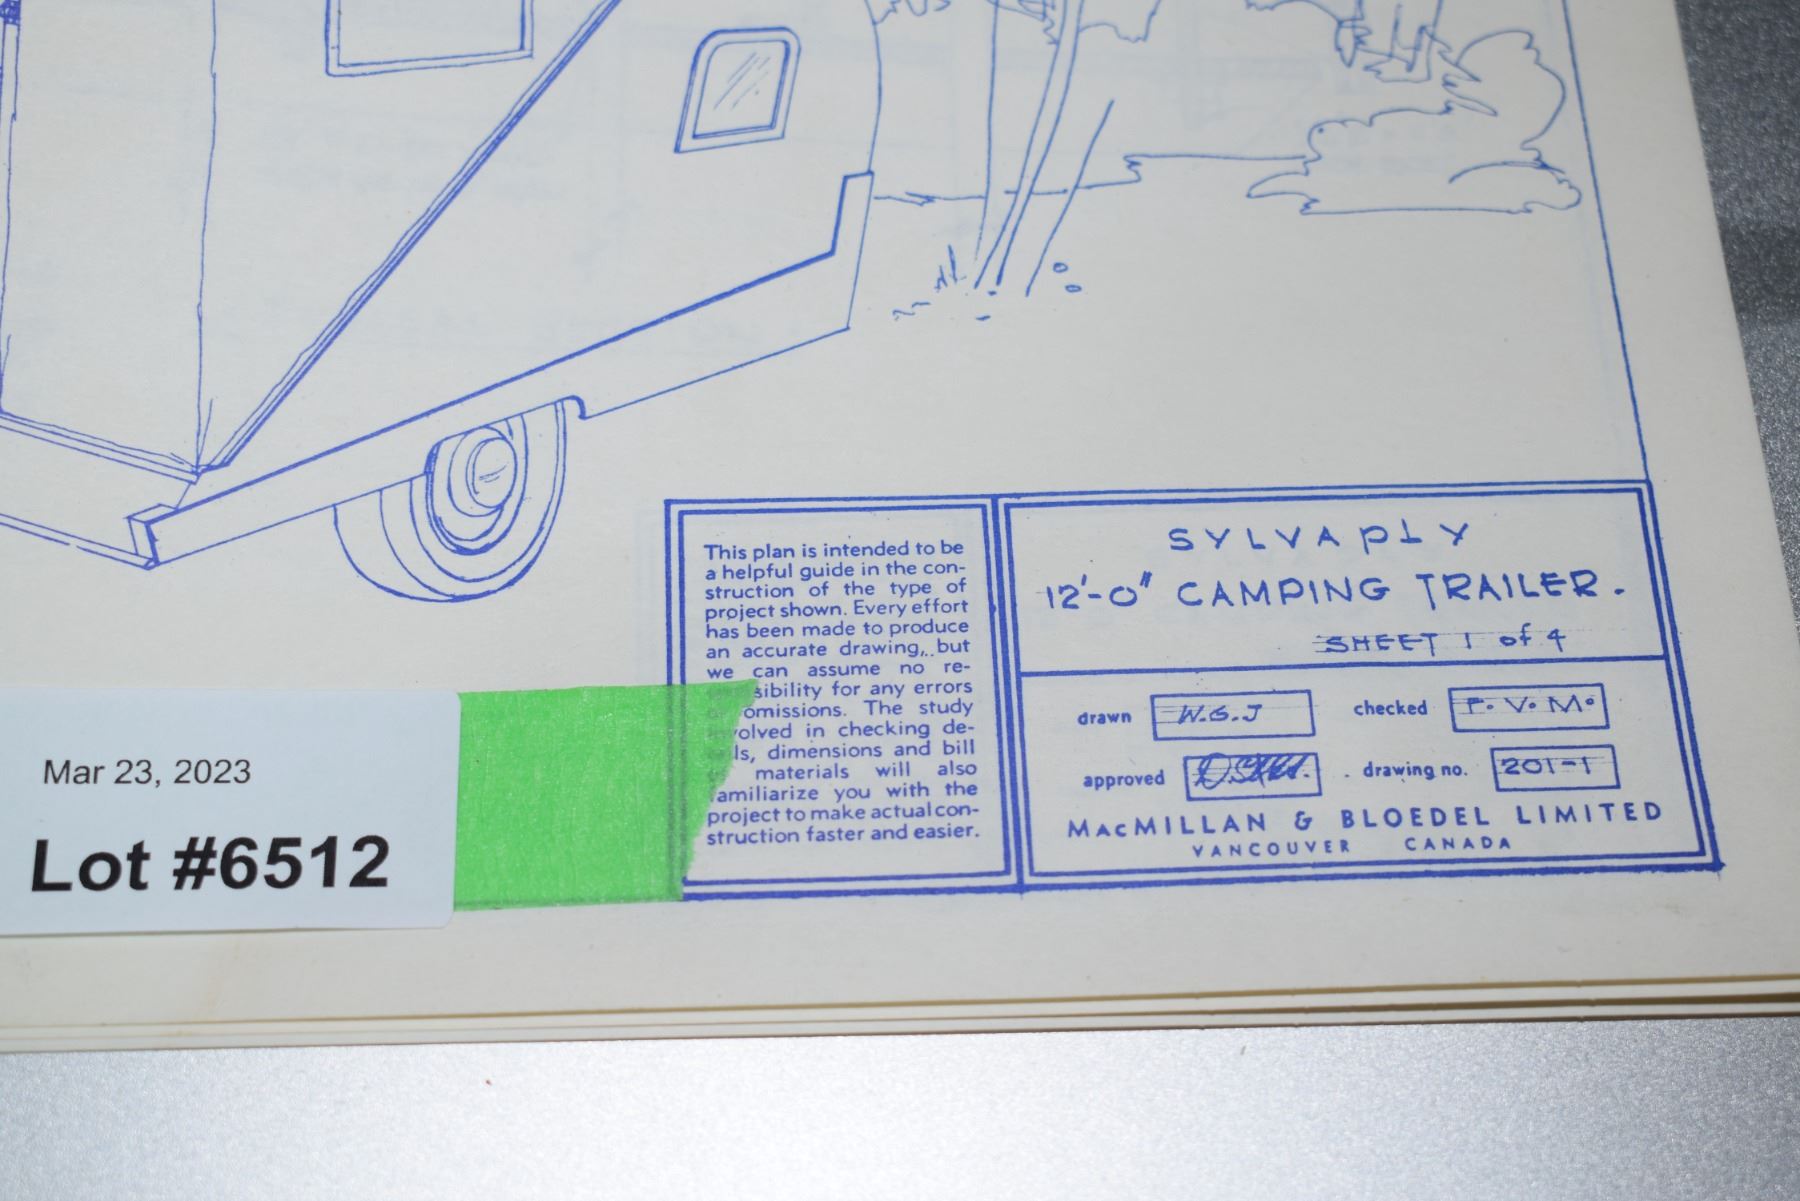 This plan is intended to be
a helpful guide in the con-
struction of the type of
project shown. Every effort
has been made to produce
an accurate drawing, but
we can assume no re-
sibility for any errors
omissions. The study
involved in checking de-
ls, dimensions and bill
materials will also
familiarize you with the
project to make actual con-
struction faster and easier.
SYLVAPLY
12'-0" CAMPING TRAILER.
SHEET 1 of 4
drawn W.G.J checked P.V.M.
approved drawing no. 201-1
MACMILLAN & BLOEDEL LIMITED
VANCOUVER CANADA
Mar 23, 2023
Lot #6512